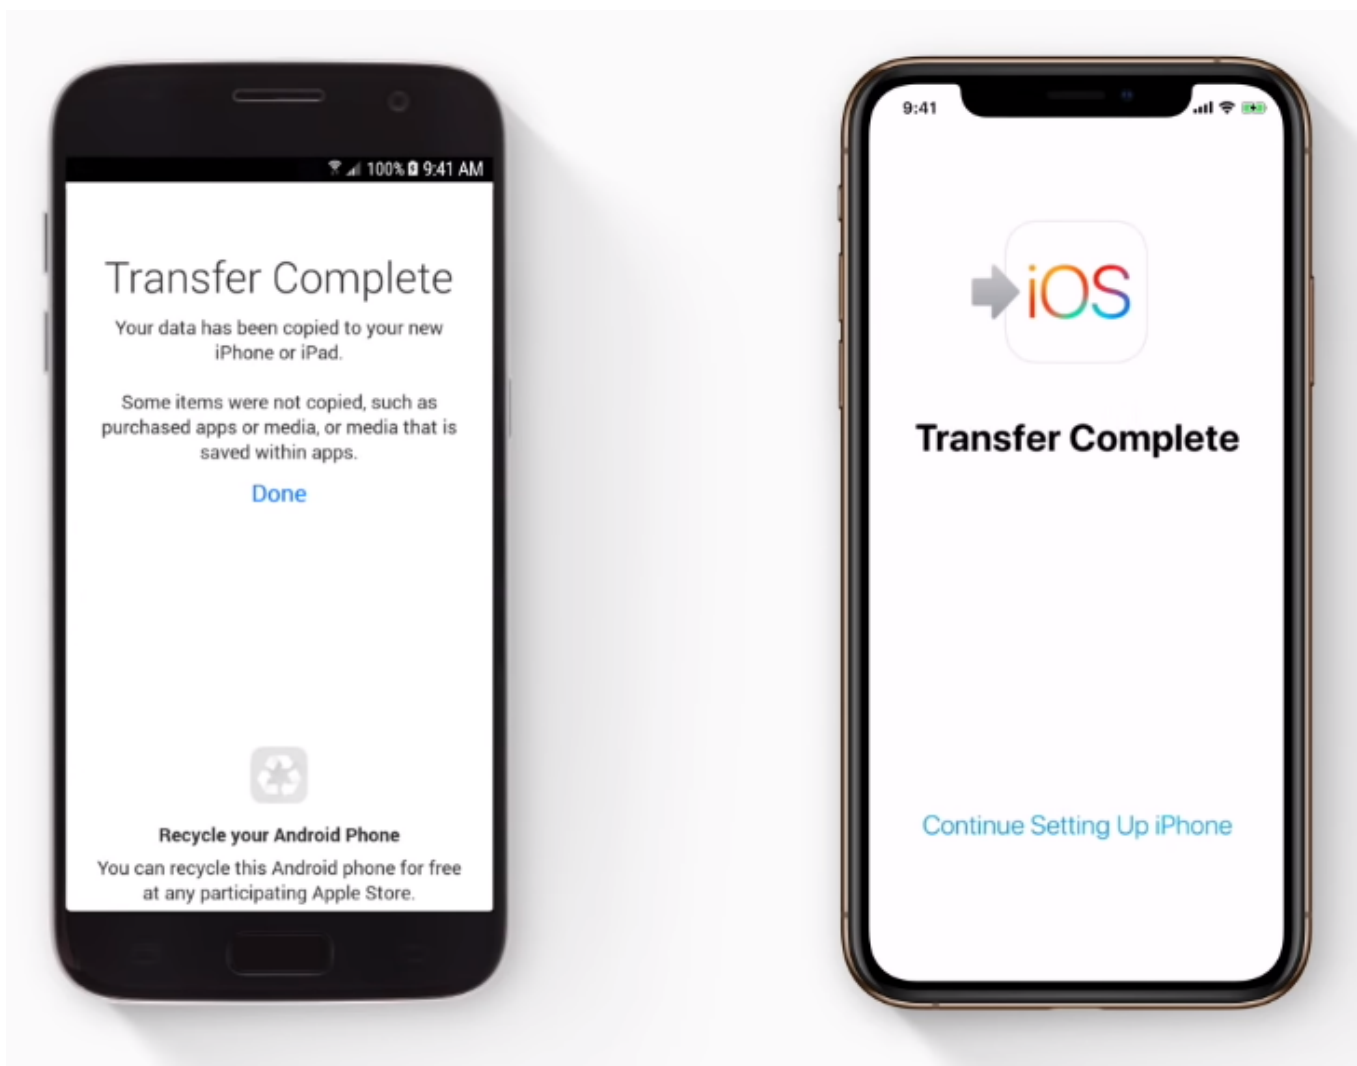 100% 9:41 AM
Transfer Complete
Your data has been copied to your new
iPhone or iPad.
Some items were not copied, such as
purchased apps or media, or media that is
saved within apps.
Done
Recycle your Android Phone
You can recycle this Android phone for free
at any participating Apple Store.
9:41
iOS
Transfer Complete
Continue Setting Up iPhone